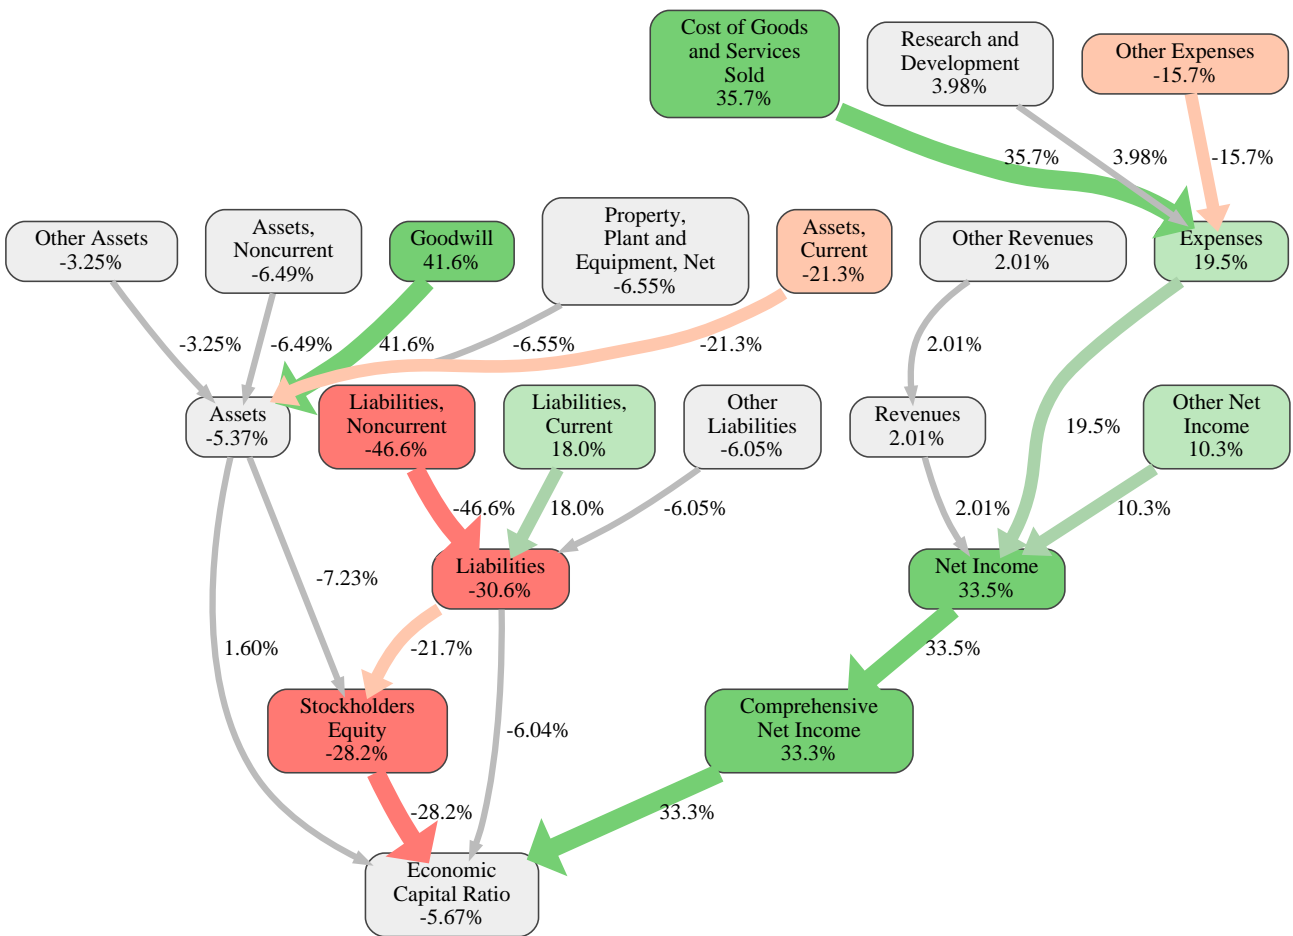 Cost of Goods
and Services
Sold
35.7%
Research and
Development
3.98%
Other Expenses
-15.7%
35.7%
3.98%
-15.7%
Other Assets
-3.25%
Assets,
Noncurrent
-6.49%
Goodwill
41.6%
Property,
Plant and
Equipment, Net
-6.55%
Assets,
Current
-21.3%
Other Revenues
2.01%
Expenses
19.5%
-3.25%
-6.49%
41.6%
-6.55%
-21.3%
2.01%
19.5%
Assets
-5.37%
Liabilities,
Noncurrent
-46.6%
Liabilities,
Current
18.0%
Other
Liabilities
-6.05%
Revenues
2.01%
Other Net
Income
10.3%
-46.6%
18.0%
-6.05%
2.01%
10.3%
-7.23%
Liabilities
-30.6%
Net Income
33.5%
1.60%
-21.7%
33.5%
Stockholders
Equity
-28.2%
-6.04%
Comprehensive
Net Income
33.3%
-28.2%
33.3%
Economic
Capital Ratio
-5.67%